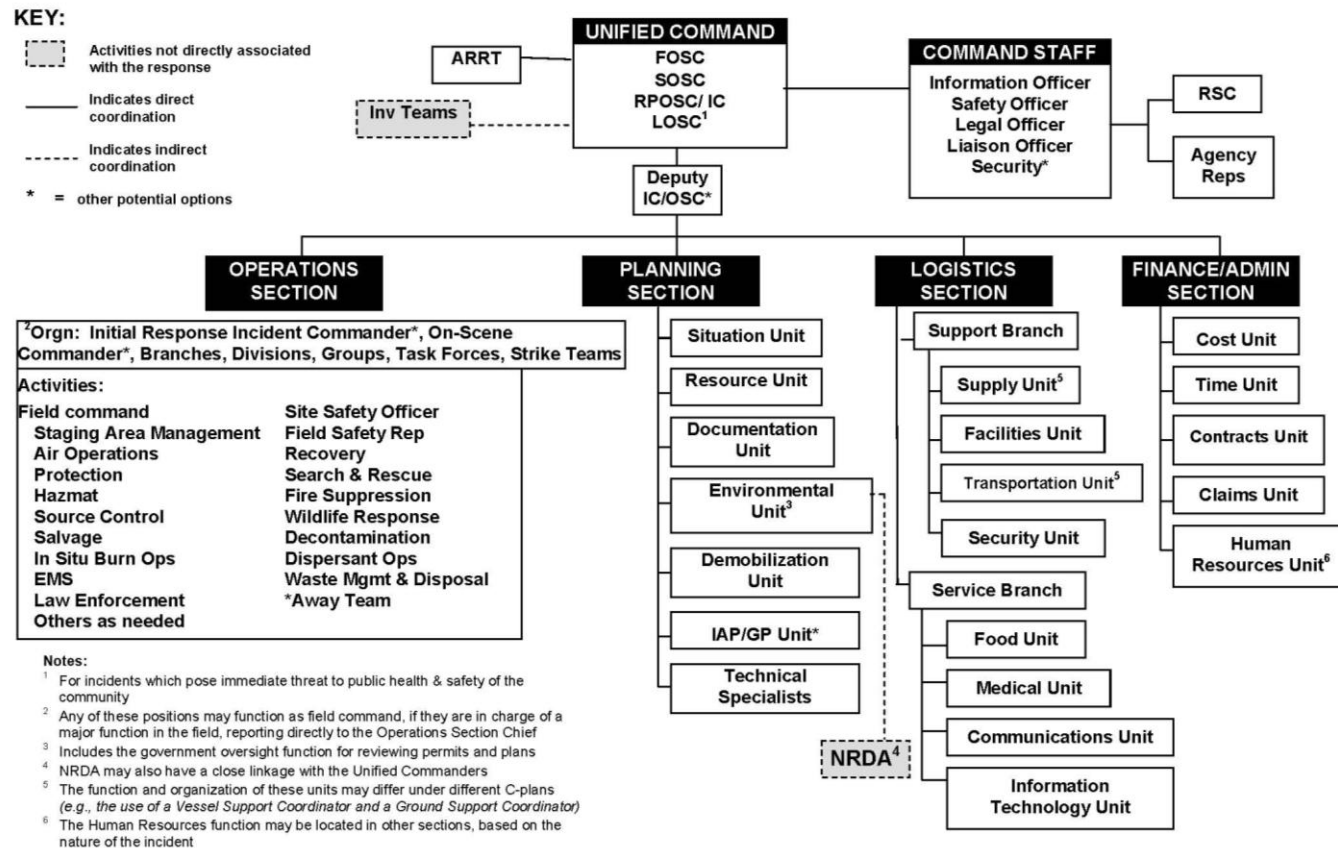 KEY:
Activities not directly associated
with the response
Indicates direct
coordination
Indicates indirect
coordination
* = other potential options
ARRT
Inv Teams
UNIFIED COMMAND
FOSC
SOSC
RPOSC/ IC
LOSC1
COMMAND STAFF
Information Officer
Safety Officer
Legal Officer
Liaison Officer
Security*
RSC
Agency
Reps
Deputy
IC/OSC*
OPERATIONS
SECTION
2Orgn: Initial Response Incident Commander*, On-Scene
Commander*, Branches, Divisions, Groups, Task Forces, Strike Teams
Activities:
Field command
Staging Area Management
Air Operations
Protection
Hazmat
Source Control
Salvage
In Situ Burn Ops
EMS
Law Enforcement
Others as needed
Site Safety Officer
Field Safety Rep
Recovery
Search & Rescue
Fire Suppression
Wildlife Response
Decontamination
Dispersant Ops
Waste Mgmt & Disposal
*Away Team
PLANNING
SECTION
Situation Unit
Resource Unit
Documentation
Unit
Environmental
Unit3
Demobilization
Unit
IAP/GP Unit*
Technical
Specialists
NRDA4
LOGISTICS
SECTION
Support Branch
Supply Unit5
Facilities Unit
Transportation Unit5
Security Unit
Service Branch
Food Unit
Medical Unit
Communications Unit
Information
Technology Unit
FINANCE/ADMIN
SECTION
Cost Unit
Time Unit
Contracts Unit
Claims Unit
Human
Resources Unit6
Notes:
1 For incidents which pose immediate threat to public health & safety of the
community
2 Any of these positions may function as field command, if they are in charge of a
major function in the field, reporting directly to the Operations Section Chief
3 Includes the government oversight function for reviewing permits and plans
4 NRDA may also have a close linkage with the Unified Commanders
5 The function and organization of these units may differ under different C-plans
(e.g., the use of a Vessel Support Coordinator and a Ground Support Coordinator)
6 The Human Resources function may be located in other sections, based on the
nature of the incident